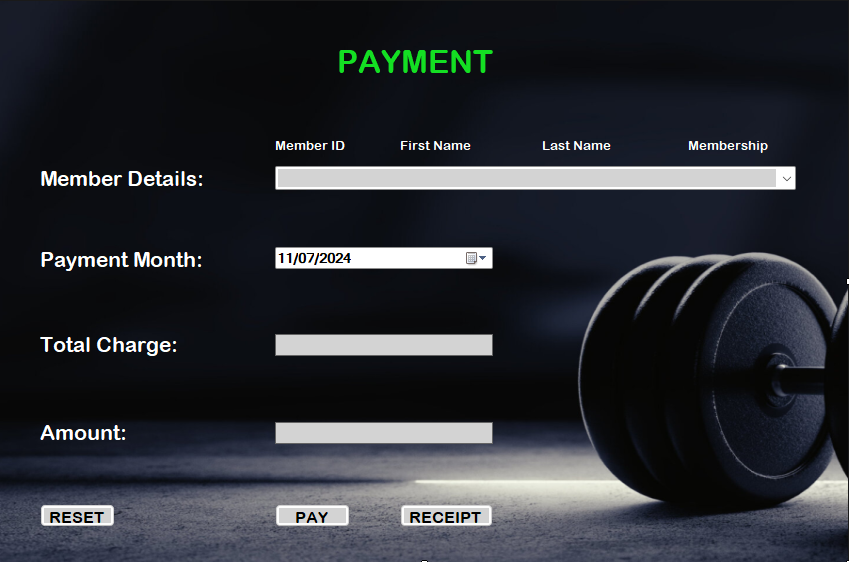 PAYMENT
Member ID First Name Last Name Membership
Member Details:
Payment Month: 11/07/2024
Total Charge:
Amount:
RESET PAY RECEIPT